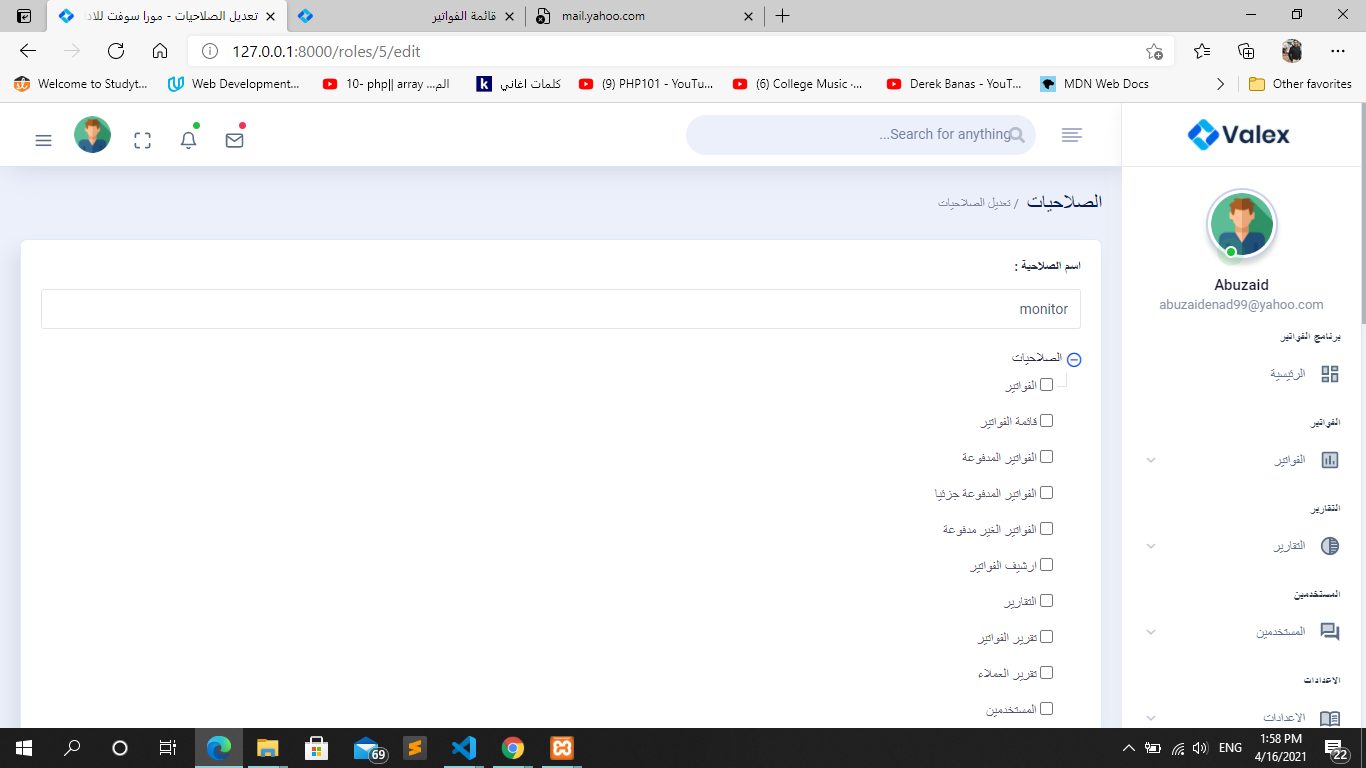 تعديل الصلاحيات - مورا سوفت للاد
قائمة الفواتير
mail.yahoo.com
127.0.0.1:8000/roles/5/edit
Welcome to Studyt...
Web Development...
10- php|| array ...الم
كلمات اغاني
(9) PHP101 - YouTu...
(6) College Music -...
Derek Banas - YouT...
MDN Web Docs
Other favorites
...Search for anything
Valex
الصلاحيات / تعديل الصلاحيات
Abuzaid
abuzaidenad99@yahoo.com
برنامج الفواتير
الرئيسية
الفواتير
الفواتير
التقارير
التقارير
المستخدمين
المستخدمين
الاعدادات
الاعدادات
اسم الصلاحية :
monitor
الصلاحيات
الفواتير
قائمة الفواتير
الفواتير المدفوعة
الفواتير المدفوعة جزئيا
الفواتير الغير مدفوعة
ارشيف الفواتير
التقارير
تقرير الفواتير
تقرير العملاء
المستخدمين
69
ENG
1:58 PM
4/16/2021
22